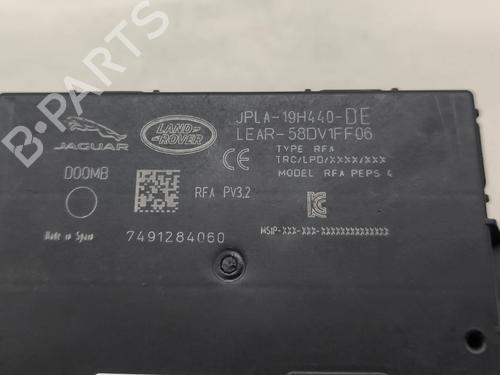 JAGUAR
LAND
ROVER
JPLA-19H440-DE
LEAR-58DV1FF06
TYPE RFA
TRC/LPD/XXXX/XXX
MODEL RFA PEPS 4
D00MB
RFA PV3.2
CE
Made in Spain
7491284060
MSIP-XXX-XXX-XXXXXXXXXXXXXX
B-PARTS